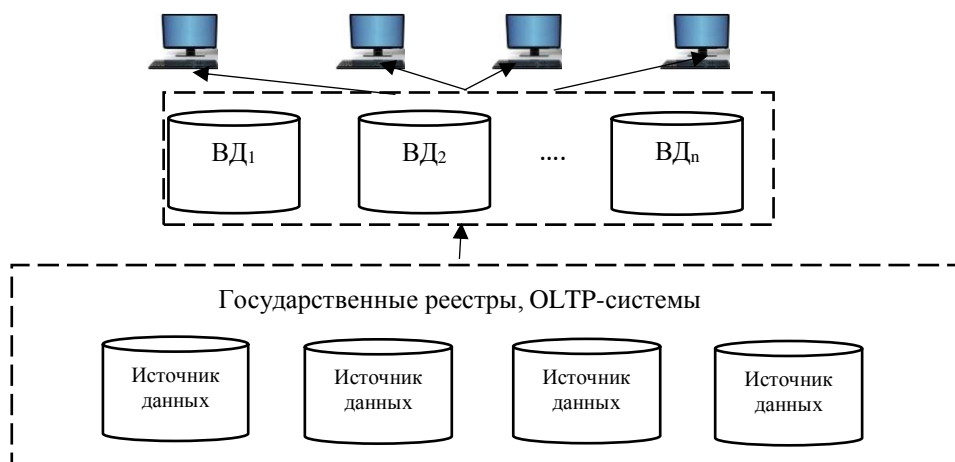 ВД1
ВД2
....
ВДn
Государственные реестры, OLTP-системы
Источник
данных
Источник
данных
Источник
данных
Источник
данных